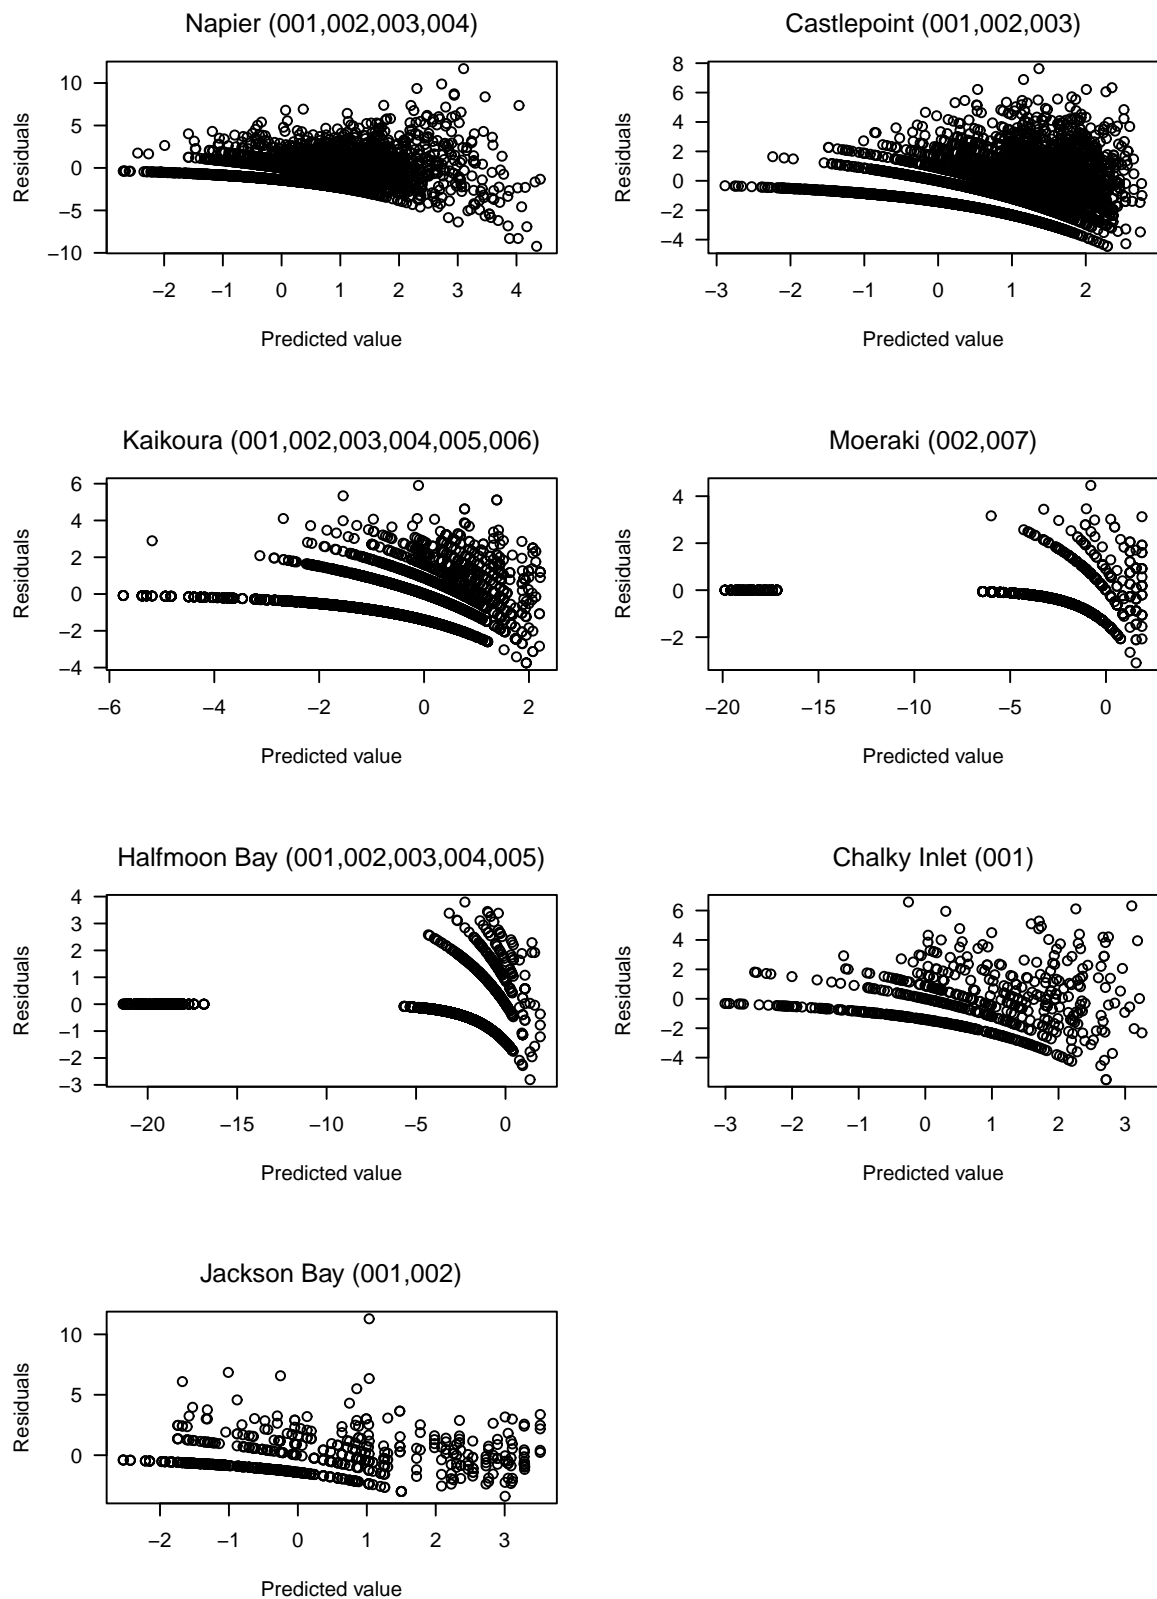 Napier (001,002,003,004)
Residuals
10
5
0
−5
−10
−2 −1 0 1 2 3 4
Predicted value
Castlepoint (001,002,003)
Residuals
8
6
4
2
0
−2
−4
−3 −2 −1 0 1 2
Predicted value
Kaikoura (001,002,003,004,005,006)
Residuals
6
4
2
0
−2
−4
−6 −4 −2 0 2
Predicted value
Moeraki (002,007)
Residuals
4
2
0
−2
−20 −15 −10 −5 0
Predicted value
Halfmoon Bay (001,002,003,004,005)
Residuals
4
3
2
1
0
−1
−2
−3
−20 −15 −10 −5 0
Predicted value
Chalky Inlet (001)
Residuals
6
4
2
0
−2
−4
−3 −2 −1 0 1 2 3
Predicted value
Jackson Bay (001,002)
Residuals
10
5
0
−2 −1 0 1 2 3
Predicted value